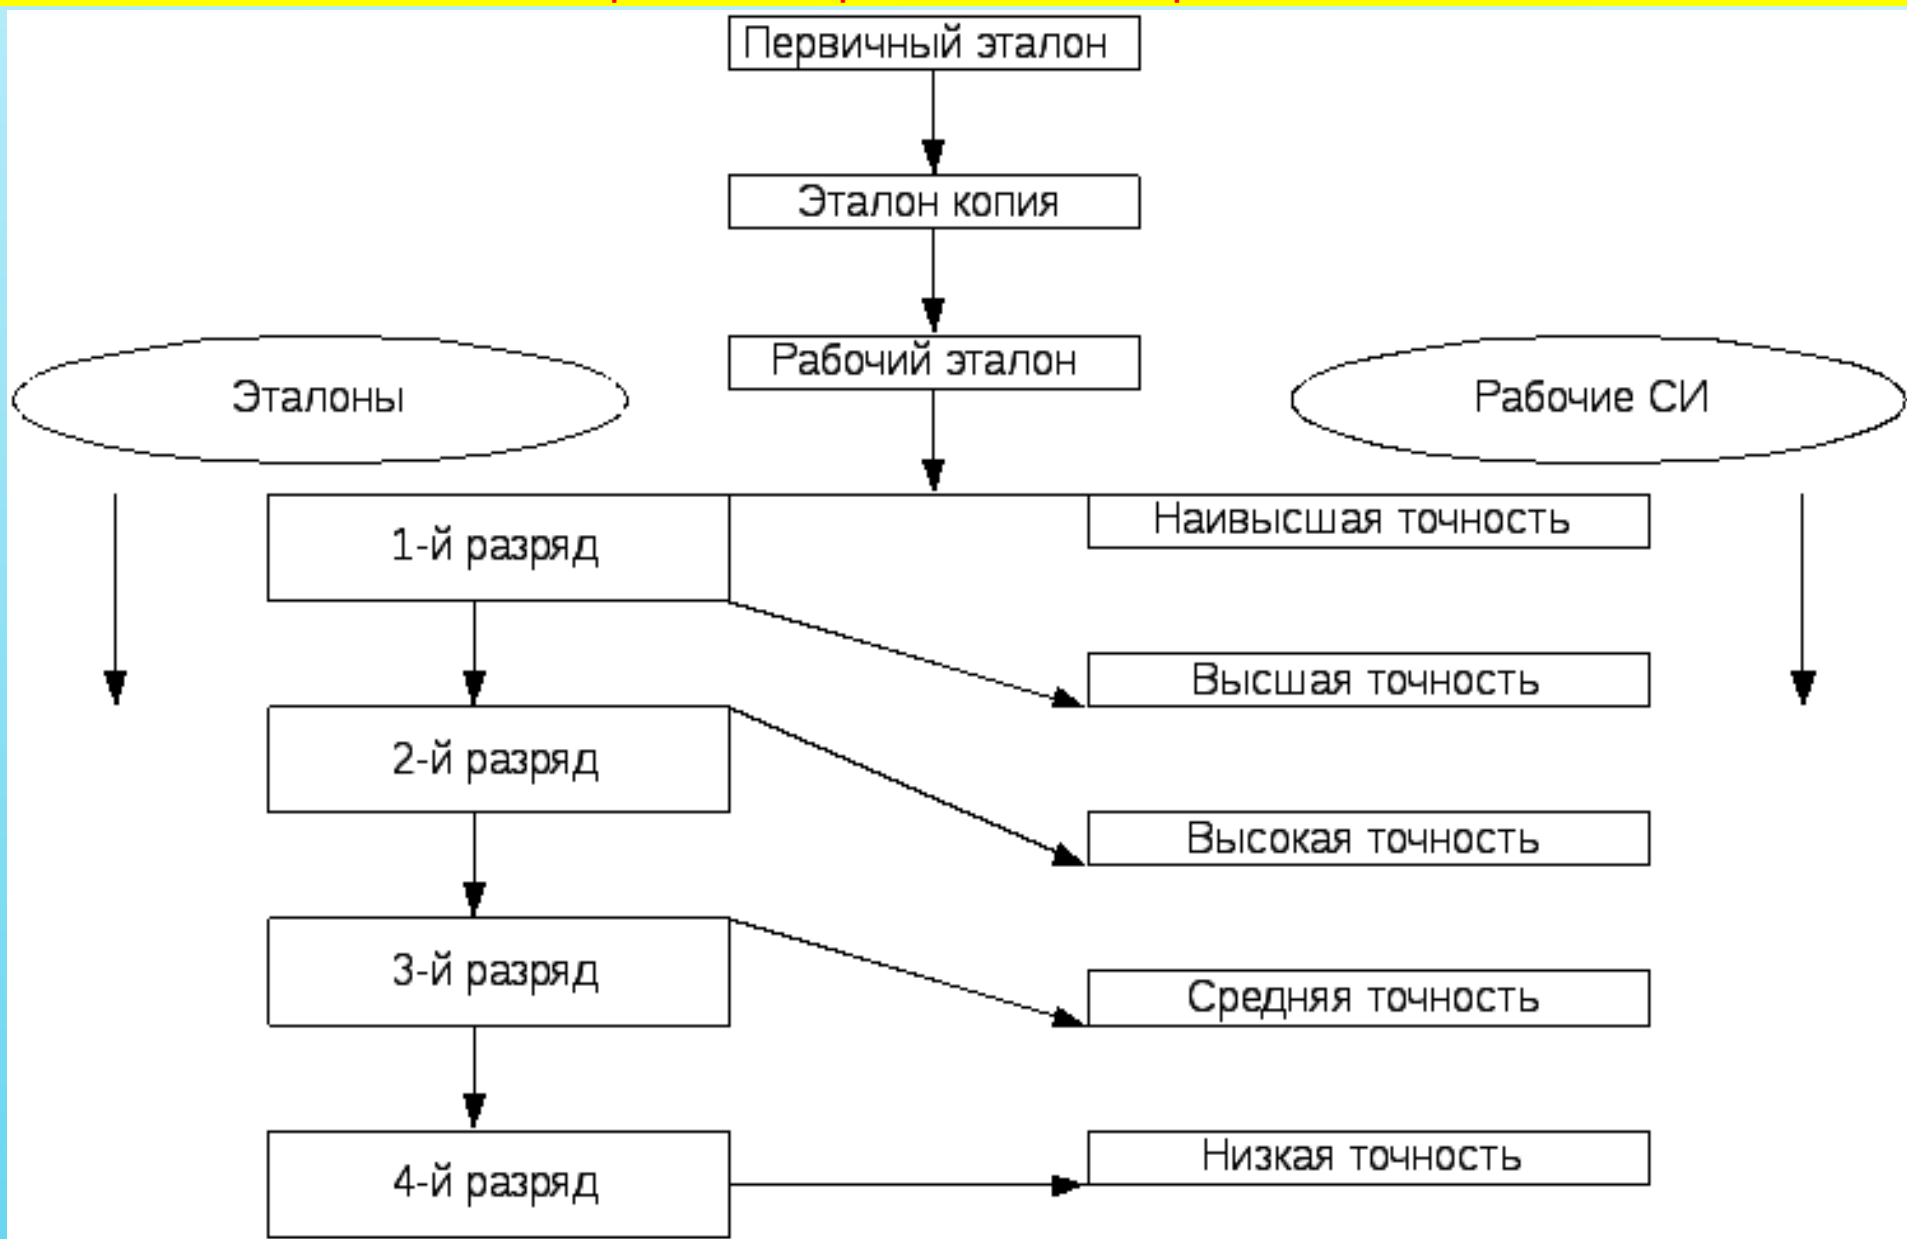 Первичный эталон
Эталон копия
Рабочий эталон
Эталоны
Рабочие СИ
1-й разряд
Наивысшая точность
Высшая точность
2-й разряд
Высокая точность
3-й разряд
Средняя точность
4-й разряд
Низкая точность